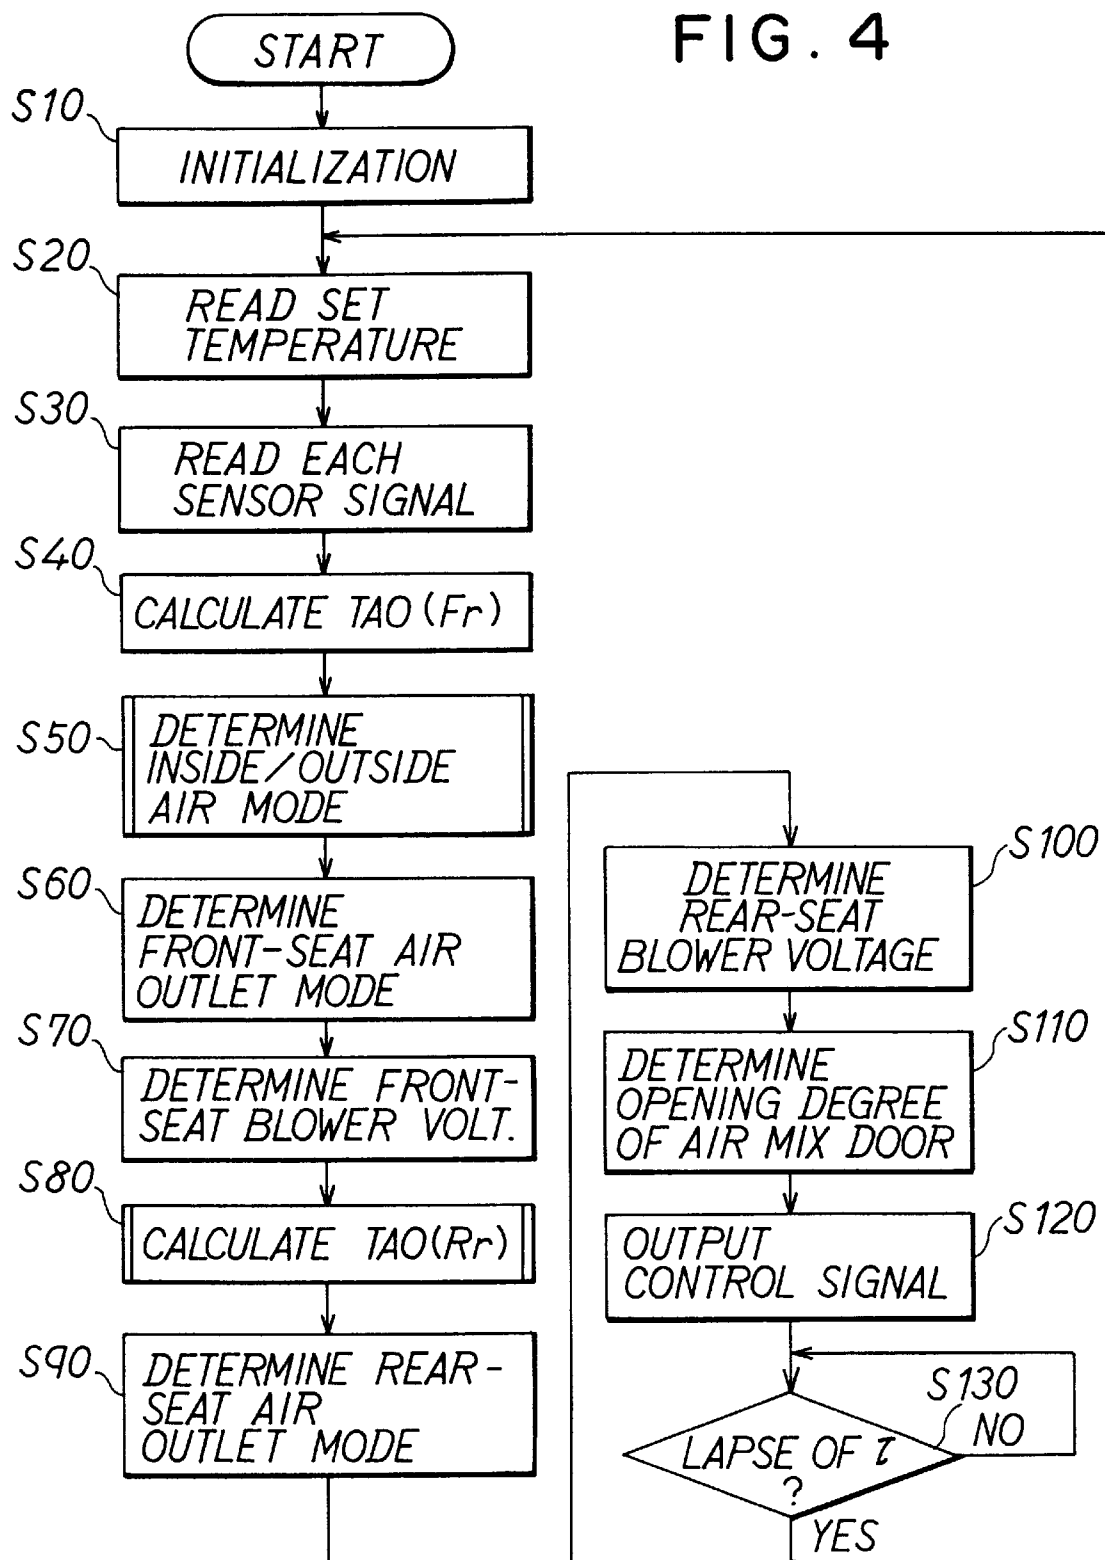 FIG. 4
START
S10
INITIALIZATION
S20
READ SET
TEMPERATURE
S30
READ EACH
SENSOR SIGNAL
S40
CALCULATE TAO (Fr)
S50
DETERMINE
INSIDE/OUTSIDE
AIR MODE
S60
DETERMINE
FRONT-SEAT AIR
OUTLET MODE
S70
DETERMINE FRONT-
SEAT BLOWER VOLT.
S80
CALCULATE TAO(Rr)
S90
DETERMINE REAR-
SEAT AIR
OUTLET MODE
S100
DETERMINE
REAR-SEAT
BLOWER VOLTAGE
S110
DETERMINE
OPENING DEGREE
OF AIR MIX DOOR
S120
OUTPUT
CONTROL SIGNAL
S130
NO
LAPSE OF τ
?
YES